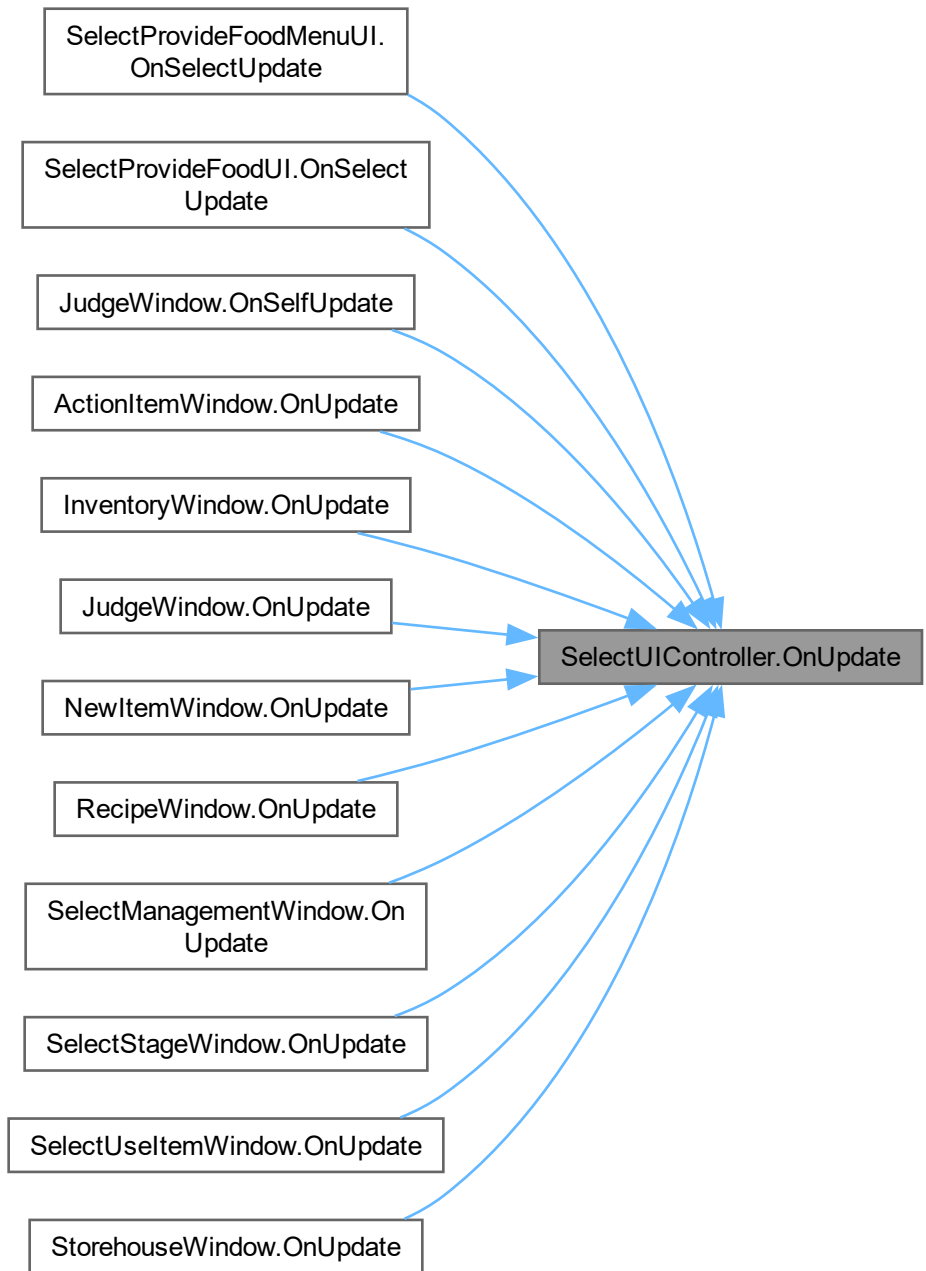 SelectProvideFoodMenuUI.
OnSelectUpdate
SelectProvideFoodUI.OnSelect
Update
JudgeWindow.OnSelfUpdate
ActionItemWindow.OnUpdate
InventoryWindow.OnUpdate
JudgeWindow.OnUpdate
SelectUIController.OnUpdate
NewItemWindow.OnUpdate
RecipeWindow.OnUpdate
SelectManagementWindow.On
Update
SelectStageWindow.OnUpdate
SelectUseItemWindow.OnUpdate
StorehouseWindow.OnUpdate